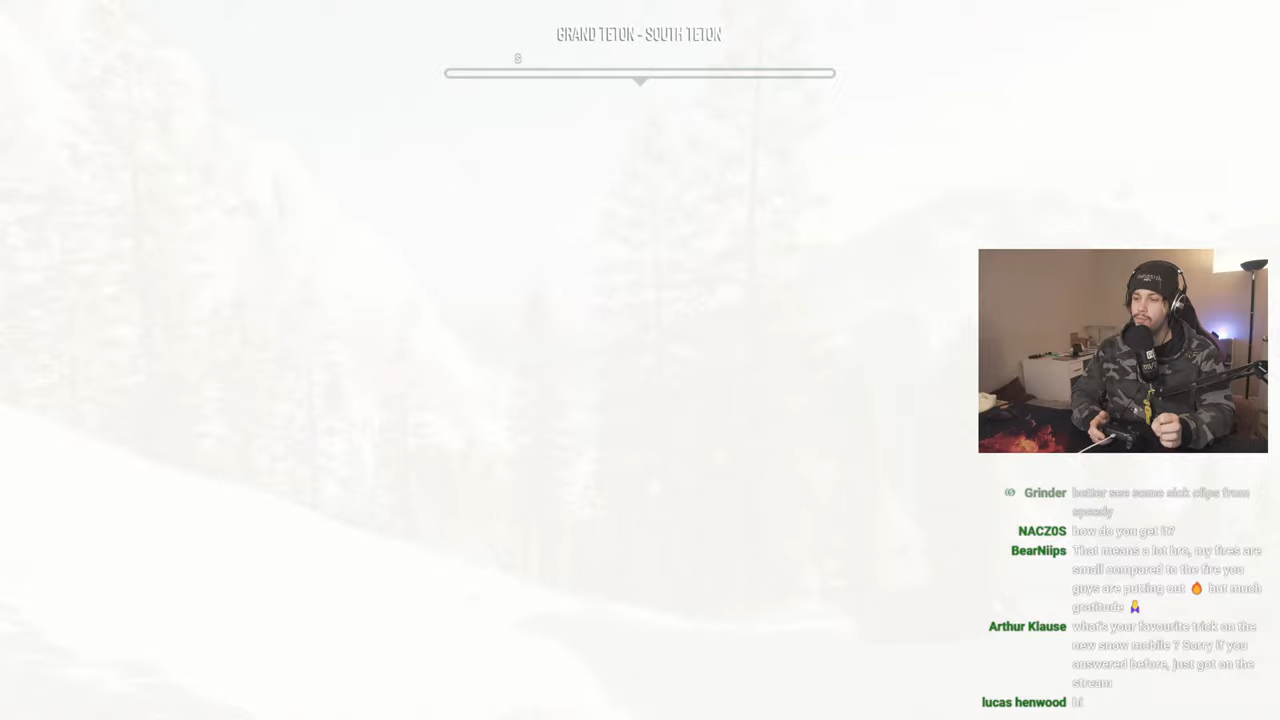 GRAND TETON - SOUTH TETON
S
Grinder better see some sick clips from
speedy
NACZ0S how do you get it?
BearNiips That means a lot bro, my fires are
small compared to the fire you
guys are putting out 🔥 but much
gratitude 🙏
Arthur Klause what's your favourite trick on the
new snow mobile ? Sorry if you
answered before, just got on the
stream
lucas henwood hi